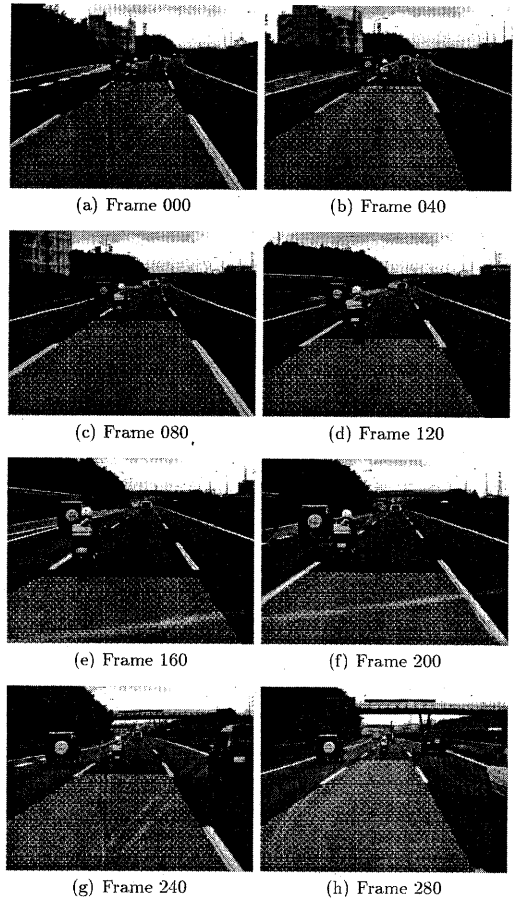 (a) Frame 000
(b) Frame 040
(c) Frame 080
(d) Frame 120
(e) Frame 160
(f) Frame 200
(g) Frame 240
(h) Frame 280